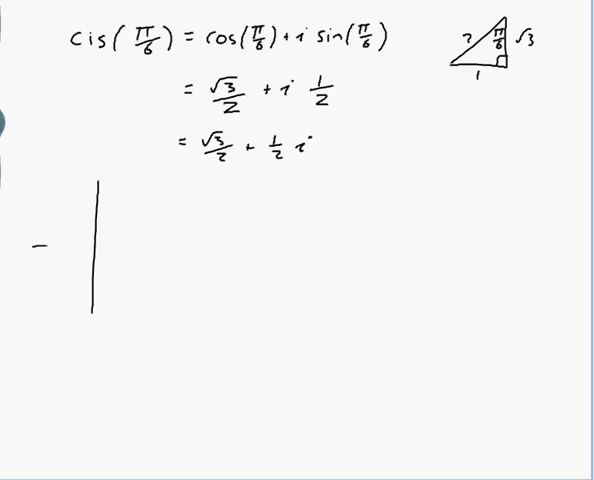 cis(π/6) = cos(π/6) + i sin(π/6)
= √3/2 + i 1/2
= √3/2 + 1/2 i
2 π/6 √3
1